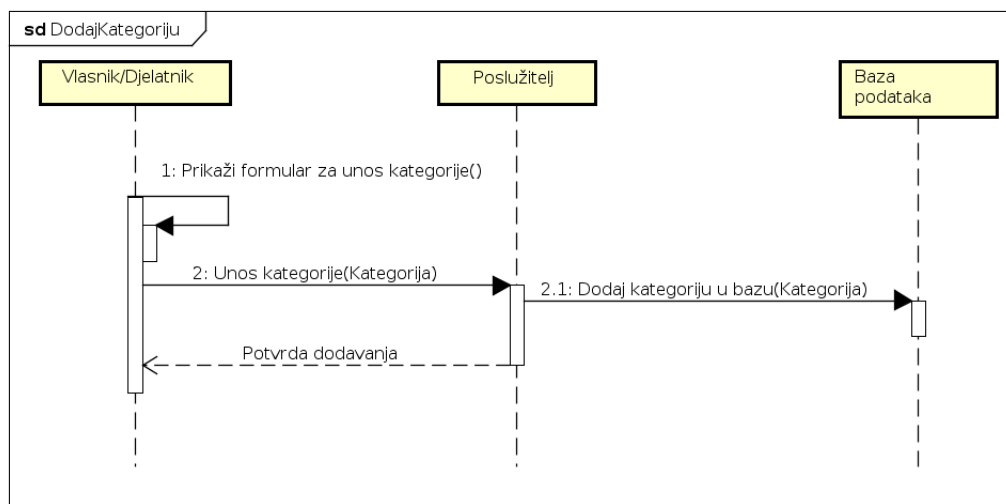 sd DodajKategoriju
Vlasnik/Djelatnik
Poslužitelj
Baza
podataka
1: Prikaži formular za unos kategorije()
2: Unos kategorije(Kategorija)
2.1: Dodaj kategoriju u bazu(Kategorija)
Potvrda dodavanja